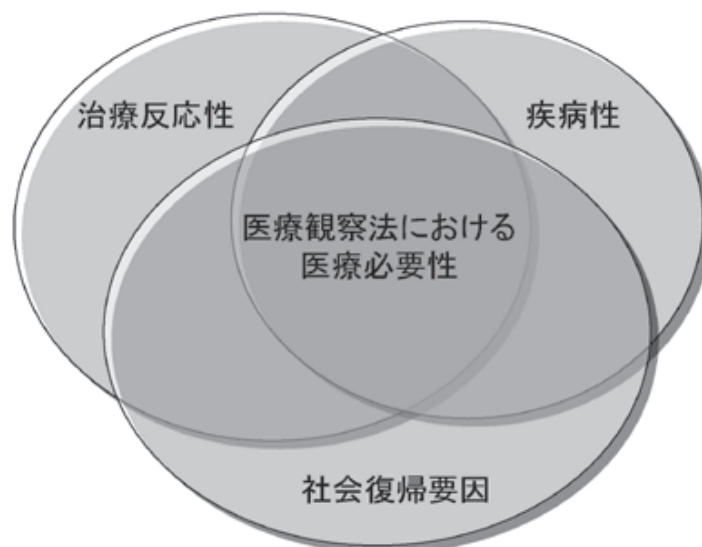 治療反応性
疾病性
医療観察法における
医療必要性
社会復帰要因